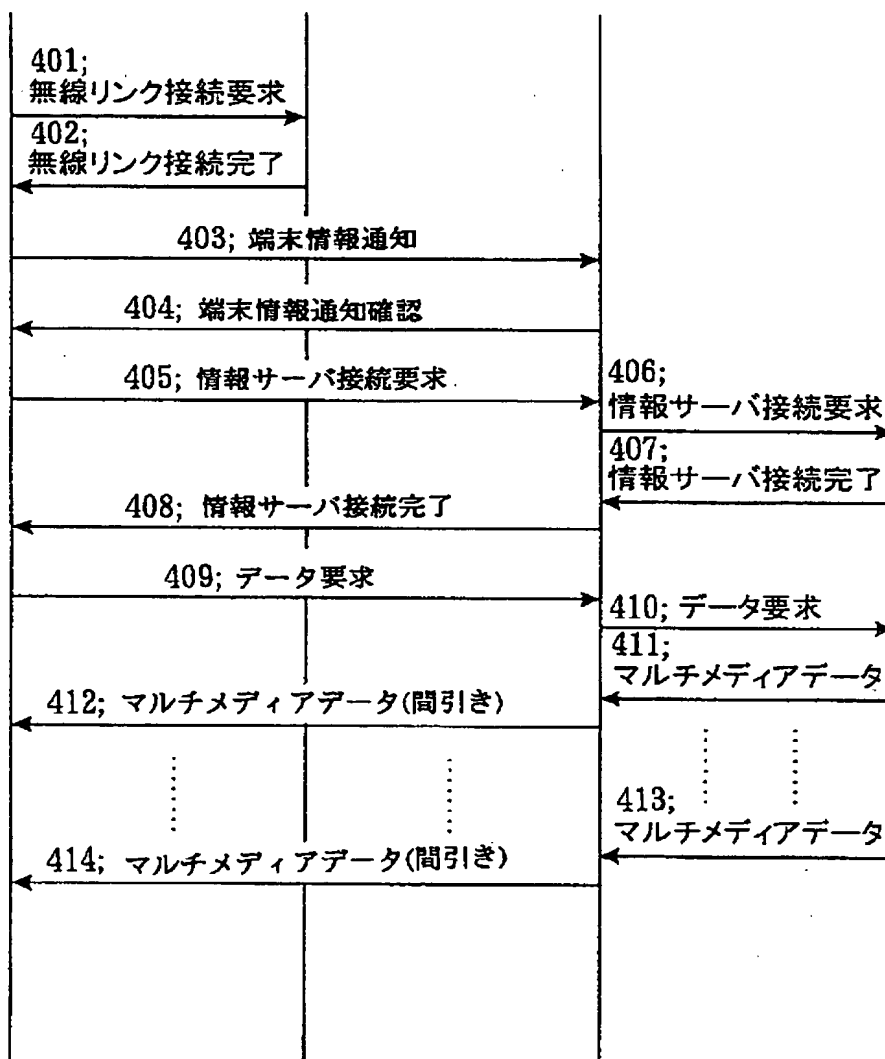 401;
無線リンク接続要求
402;
無線リンク接続完了
403; 端末情報通知
404; 端末情報通知確認
405; 情報サーバ接続要求
406;
情報サーバ接続要求
407;
情報サーバ接続完了
408; 情報サーバ接続完了
409; データ要求
410; データ要求
411;
マルチメディアデータ
412; マルチメディアデータ(間引き)
413;
マルチメディアデータ
414; マルチメディアデータ(間引き)